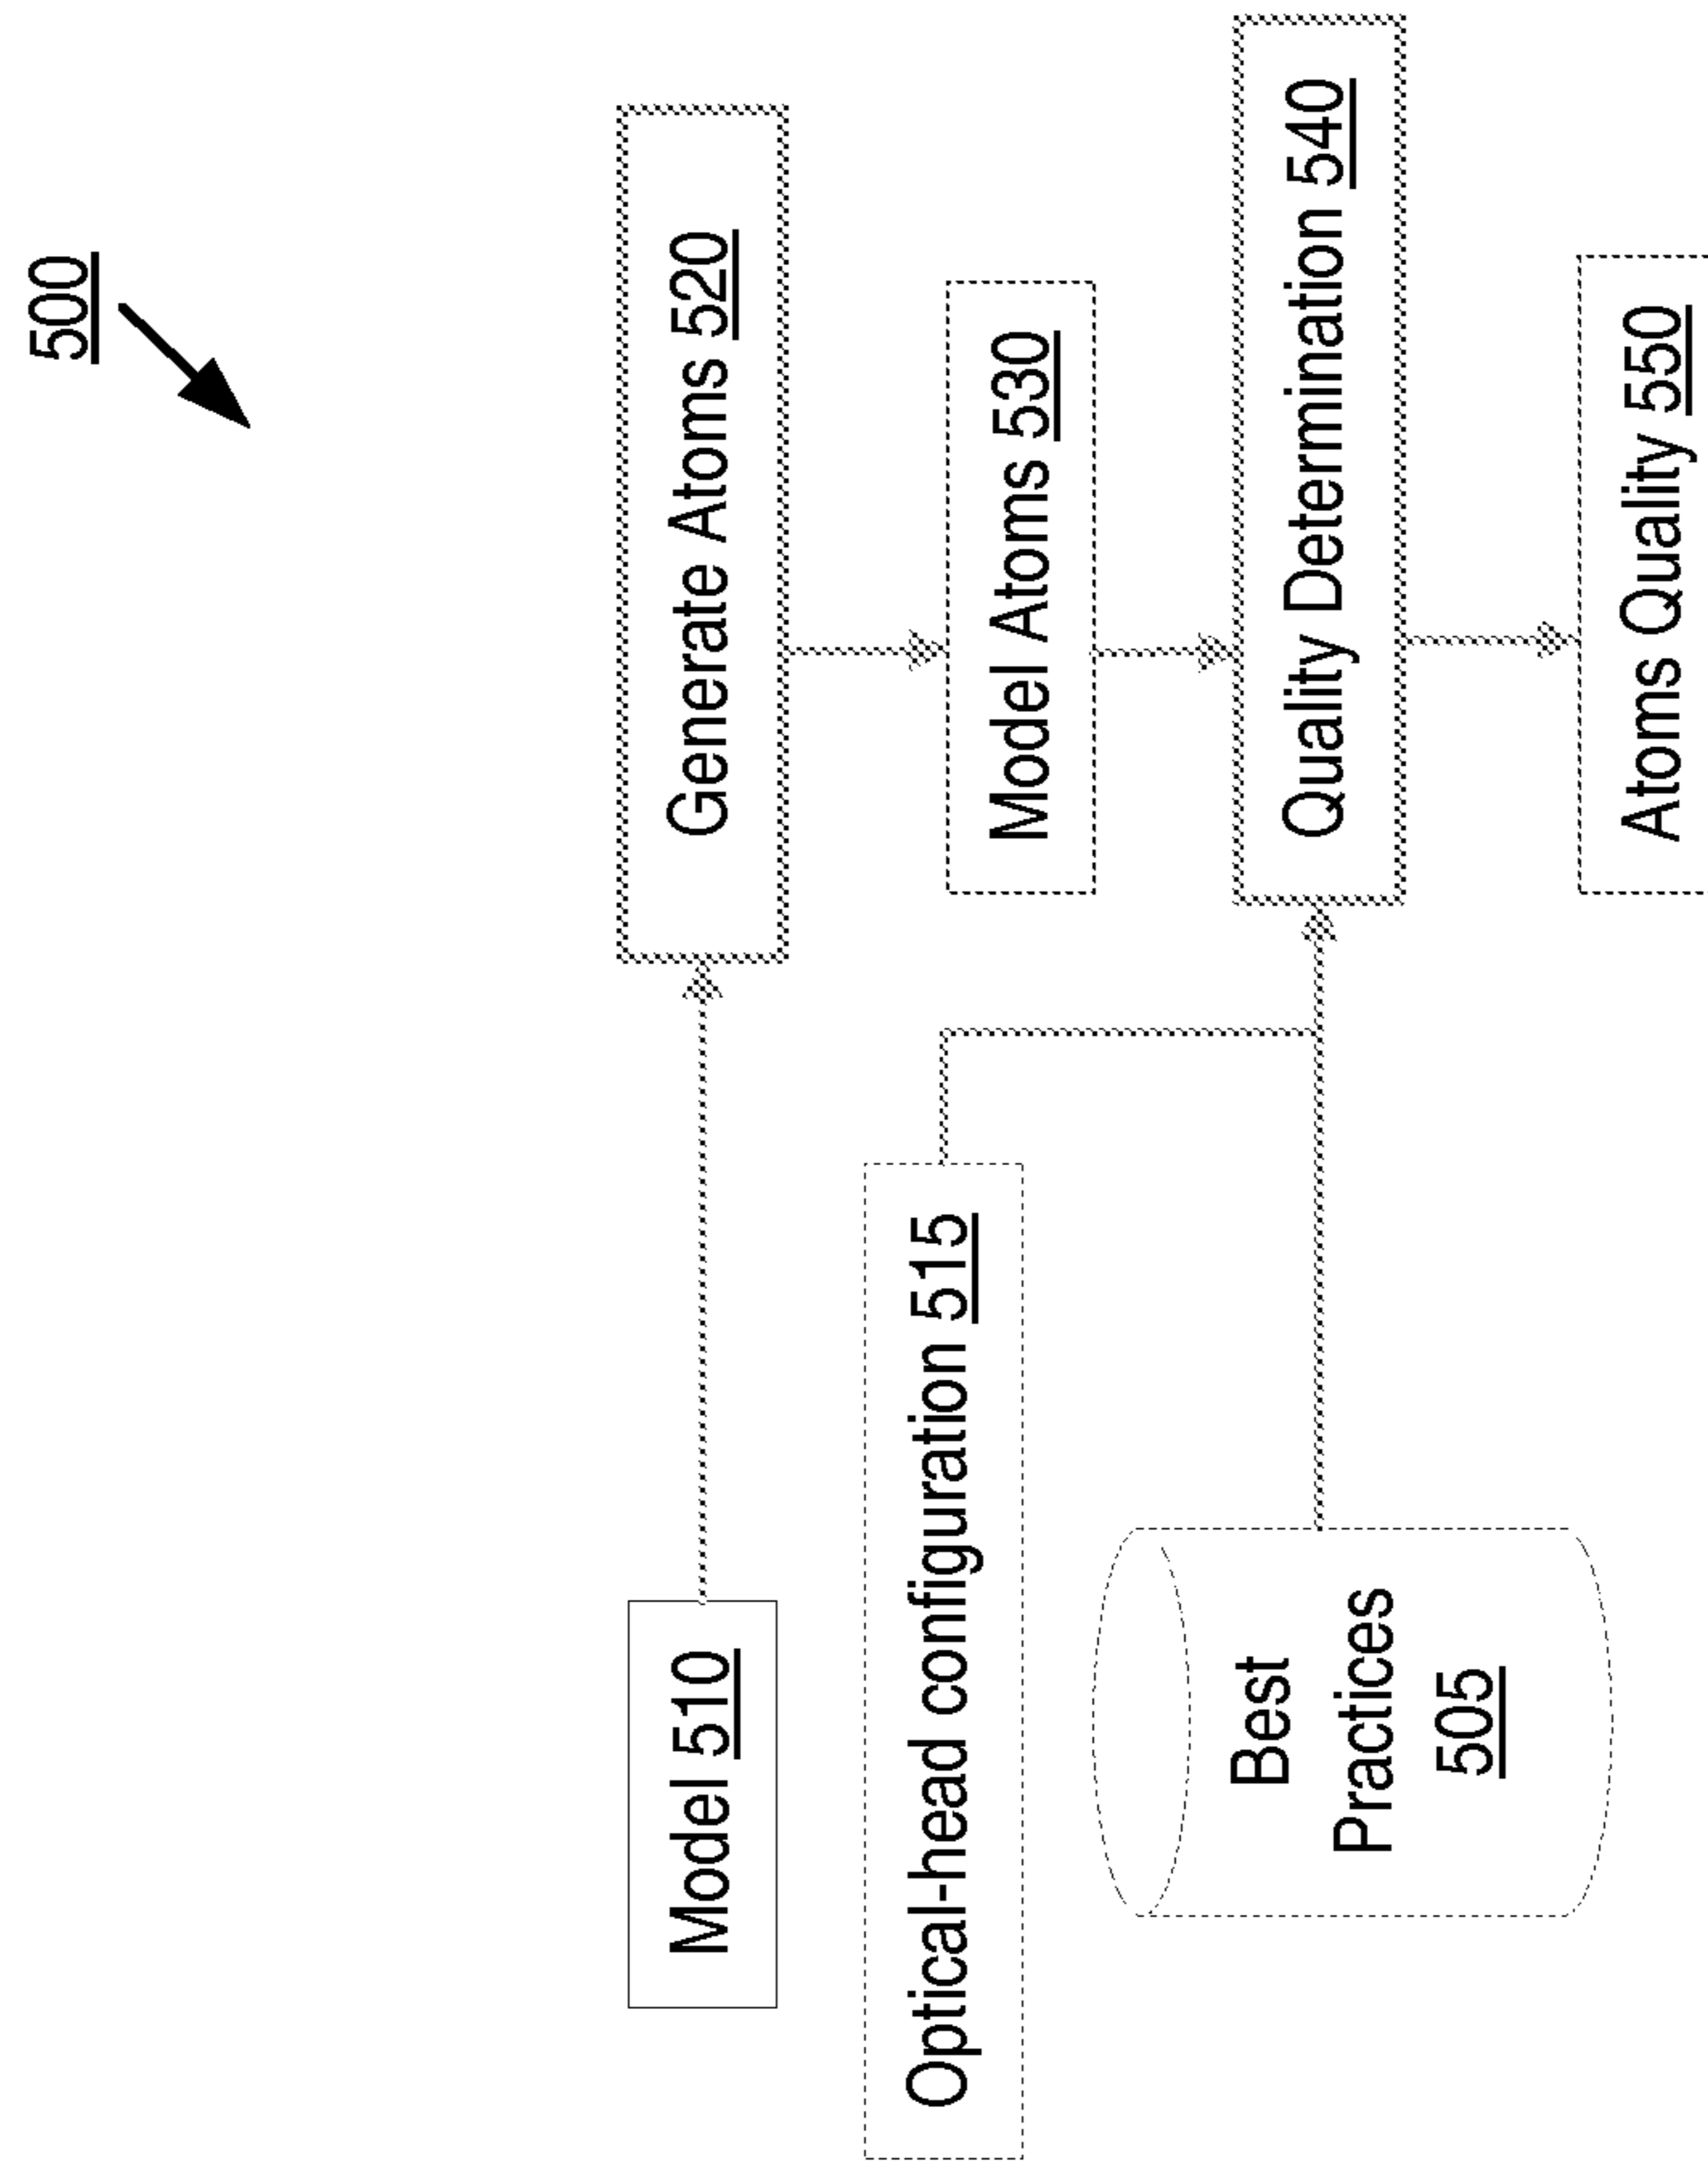 500
Model 510
Generate Atoms 520
Optical-head configuration 515
Model Atoms 530
Best
Practices
505
Quality Determination 540
Atoms Quality 550